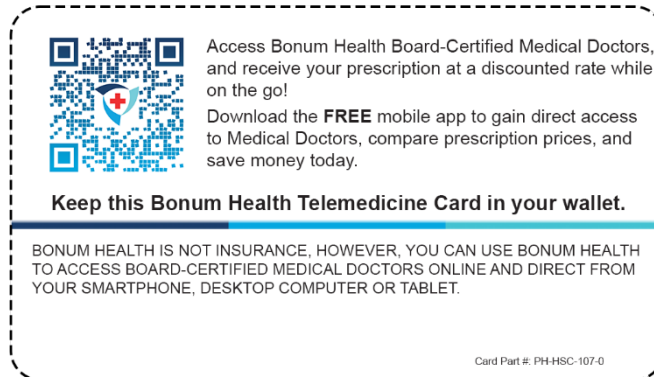 Access Bonum Health Board-Certified Medical Doctors,
and receive your prescription at a discounted rate while
on the go!
Download the FREE mobile app to gain direct access
to Medical Doctors, compare prescription prices, and
save money today.
Keep this Bonum Health Telemedicine Card in your wallet.
BONUM HEALTH IS NOT INSURANCE, HOWEVER, YOU CAN USE BONUM HEALTH
TO ACCESS BOARD-CERTIFIED MEDICAL DOCTORS ONLINE AND DIRECT FROM
YOUR SMARTPHONE, DESKTOP COMPUTER OR TABLET.
Card Part #: PH-HSC-107-0